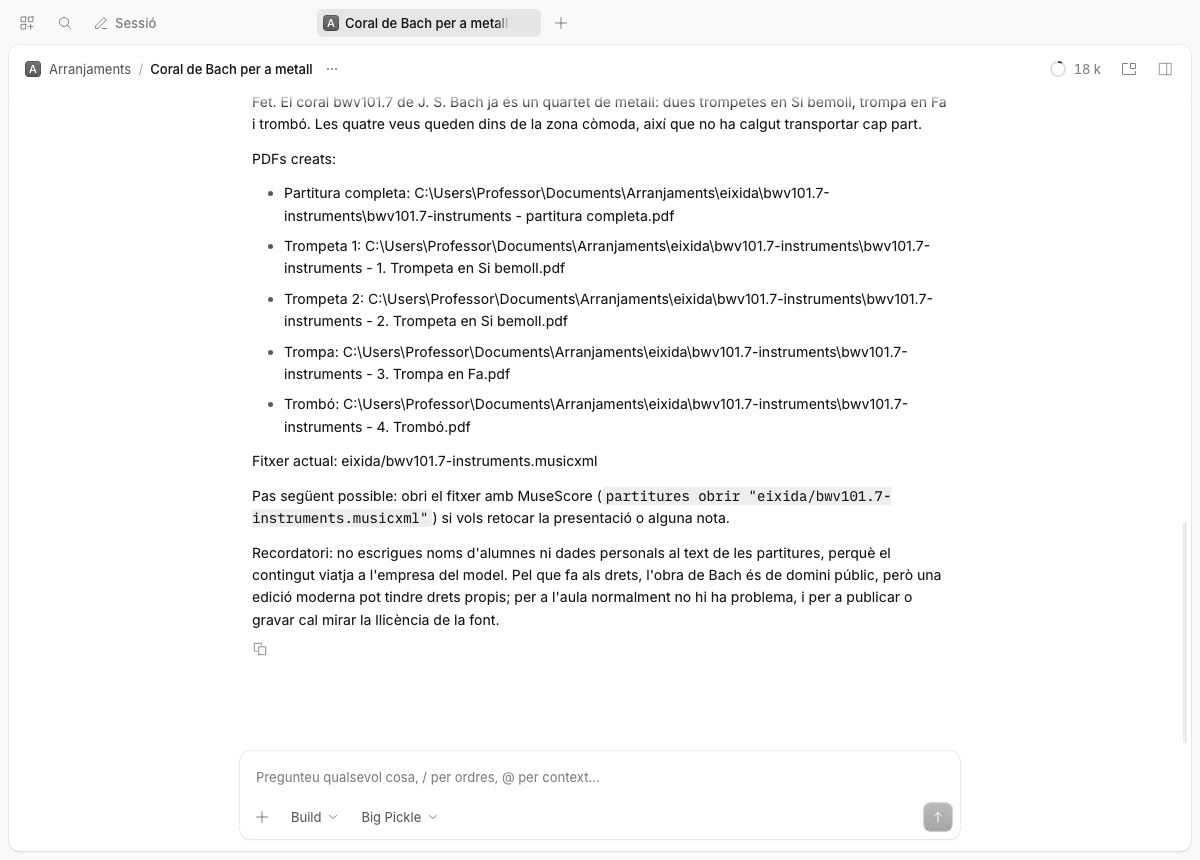 Sessió
A Coral de Bach per a metall
A Arranjaments / Coral de Bach per a metall ···
18 k
Fet. El coral bwv101.7 de J. S. Bach ja és un quartet de metall: dues trompetes en Si bemoll, trompa en Fa
i trombó. Les quatre veus queden dins de la zona còmoda, així que no ha calgut transportar cap part.
PDFs creats:
• Partitura completa: C:\Users\Professor\Documents\Arranjaments\eixida\bwv101.7-
instruments\bwv101.7-instruments - partitura completa.pdf
• Trompeta 1: C:\Users\Professor\Documents\Arranjaments\eixida\bwv101.7-instruments\bwv101.7-
instruments - 1. Trompeta en Si bemoll.pdf
• Trompeta 2: C:\Users\Professor\Documents\Arranjaments\eixida\bwv101.7-instruments\bwv101.7-
instruments - 2. Trompeta en Si bemoll.pdf
• Trompa: C:\Users\Professor\Documents\Arranjaments\eixida\bwv101.7-instruments\bwv101.7-
instruments - 3. Trompa en Fa.pdf
• Trombó: C:\Users\Professor\Documents\Arranjaments\eixida\bwv101.7-instruments\bwv101.7-
instruments - 4. Trombó.pdf
Fitxer actual: eixida/bwv101.7-instruments.musicxml
Pas següent possible: obri el fitxer amb MuseScore (partitures obrir "eixida/bwv101.7-
instruments.musicxml") si vols retocar la presentació o alguna nota.
Recordatori: no escrigues noms d'alumnes ni dades personals al text de les partitures, perquè el
contingut viatja a l'empresa del model. Pel que fa als drets, l'obra de Bach és de domini públic, però una
edició moderna pot tindre drets propis; per a l'aula normalment no hi ha problema, i per a publicar o
gravar cal mirar la llicència de la font.
Pregunteu qualsevol cosa, / per ordres, @ per context...
Build
Big Pickle